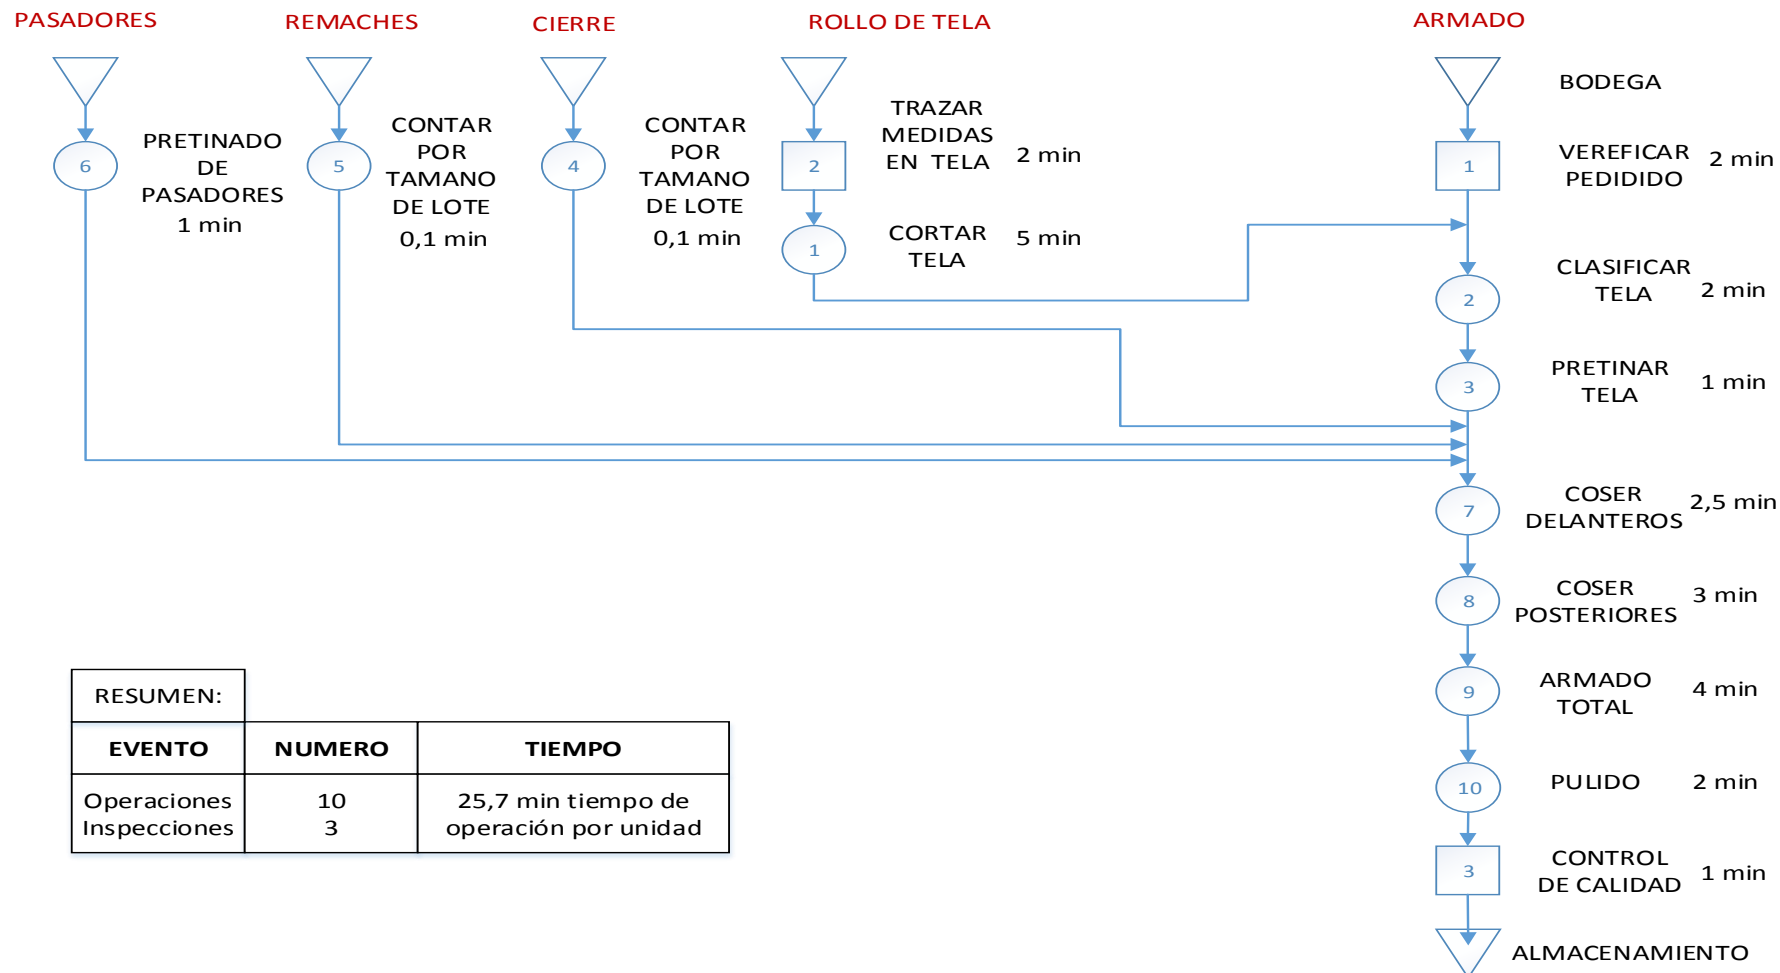 PASADORES
REMACHES
CIERRE
ROLLO DE TELA
ARMADO
6
PRETINADO
DE
PASADORES
1 min
5
CONTAR
POR
TAMANO
DE LOTE
0,1 min
4
CONTAR
POR
TAMANO
DE LOTE
0,1 min
2
TRAZAR
MEDIDAS
EN TELA
2 min
1
CORTAR
TELA
5 min
BODEGA
1
VEREFICAR
PEDIDIDO
2 min
2
CLASIFICAR
TELA
2 min
3
PRETINAR
TELA
1 min
7
COSER
DELANTEROS
2,5 min
8
COSER
POSTERIORES
3 min
9
ARMADO
TOTAL
4 min
10
PULIDO
2 min
3
CONTROL
DE CALIDAD
1 min
ALMACENAMIENTO
RESUMEN:
EVENTO NUMERO TIEMPO
Operaciones 10 25,7 min tiempo de
Inspecciones 3 operación por unidad